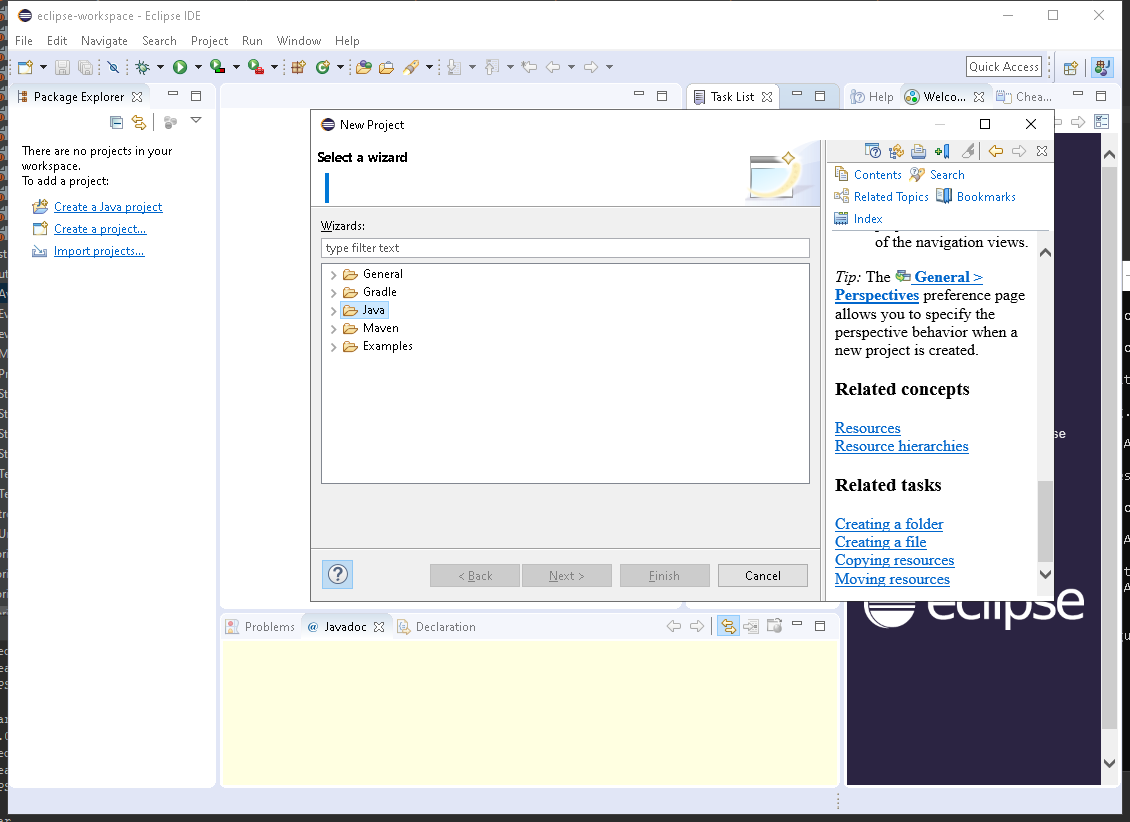 eclipse-workspace - Eclipse IDE
File Edit Navigate Search Project Run Window Help
Quick Access
Package Explorer
Task List
Help
Welco...
Chea...
There are no projects in your
workspace.
To add a project:
Create a Java project
Create a project...
Import projects...
New Project
Select a wizard
Wizards:
type filter text
General
Gradle
Java
Maven
Examples
< Back
Next >
Finish
Cancel
Contents
Search
Related Topics
Bookmarks
Index
of the navigation views.
Tip: The General >
Perspectives preference page
allows you to specify the
perspective behavior when a
new project is created.
Related concepts
Resources
Resource hierarchies
Related tasks
Creating a folder
Creating a file
Copying resources
Moving resources
se
eclipse
Problems
@ Javadoc
Declaration